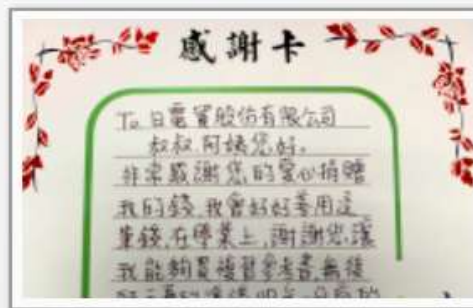 感謝卡
To 日電貿股份有限公司
叔叔阿姨您好。
非常感謝您的愛心捐贈
我的錢,我會好好善用這
筆錢,在學業上,謝謝您,讓
我能夠買複習參考書,無後